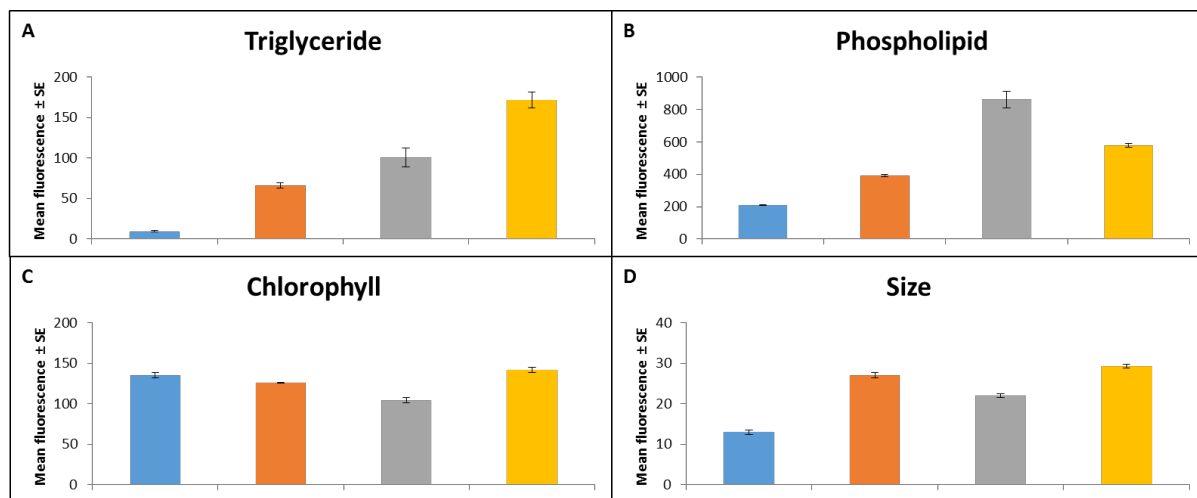 A
Triglyceride
Mean fluorescence ± SE
200
150
100
50
0
B
Phospholipid
Mean fluorescence ± SE
1000
800
600
400
200
0
C
Chlorophyll
Mean fluorescence ± SE
200
150
100
50
0
D
Size
Mean fluorescence ± SE
40
30
20
10
0